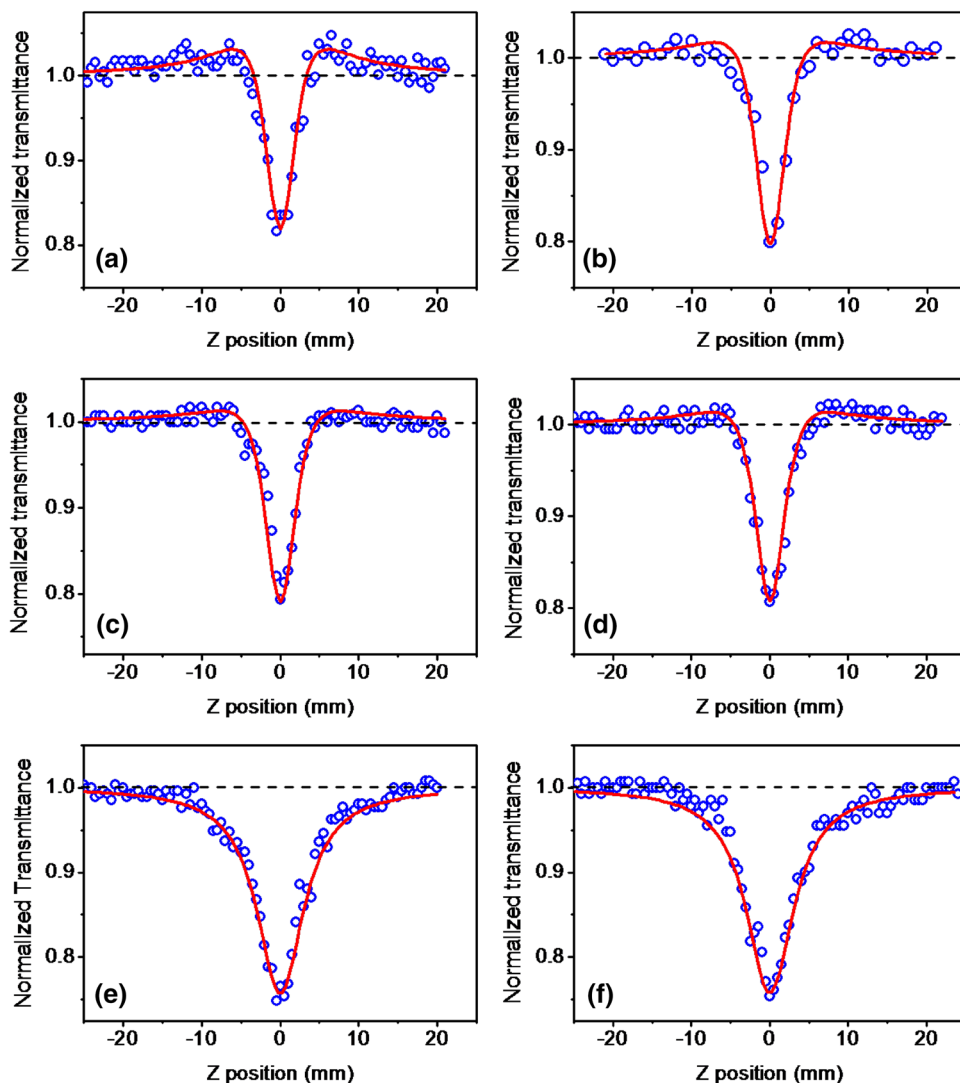 Normalized transmittance
1.0
0.9
0.8
(a)
-20 -10 0 10 20
Z position (mm)
Normalized transmittance
1.0
0.9
0.8
(b)
-20 -10 0 10 20
Z position (mm)
Normalized transmittance
1.0
0.9
0.8
(c)
-20 -10 0 10 20
Z position (mm)
Normalized transmittance
1.0
0.9
0.8
(d)
-20 -10 0 10 20
Z position (mm)
Normalized Transmittance
1.0
0.9
0.8
(e)
-20 -10 0 10 20
Z position (mm)
Normalized transmittance
1.0
0.9
0.8
(f)
-20 -10 0 10 20
Z position (mm)